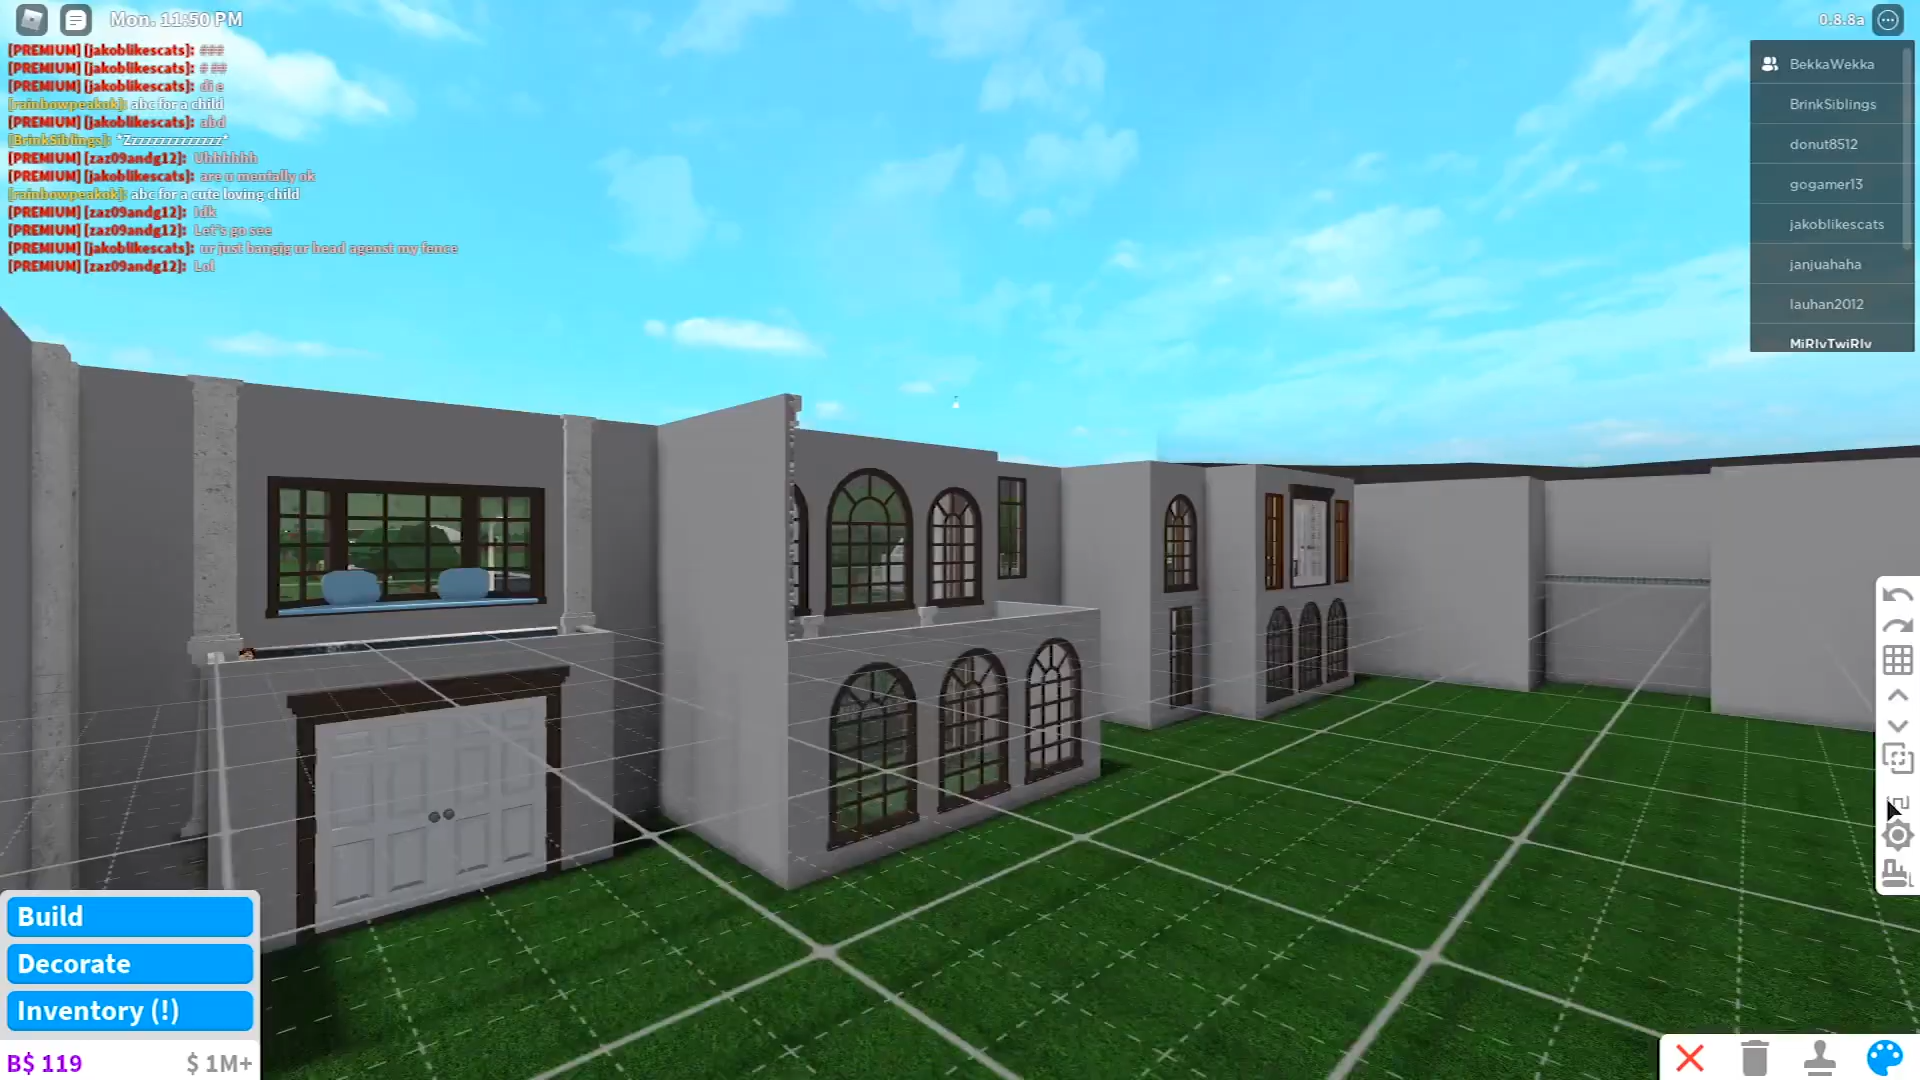 Mon. 11:50 PM
0.8.8a
[PREMIUM] [jakoblikescats]: ###
[PREMIUM] [jakoblikescats]: # ##
[PREMIUM] [jakoblikescats]: di e
[rainbowpeakok]: abc for a child
[PREMIUM] [jakoblikescats]: abd
[BrinkSiblings]: *Zzzzzzzzzzzzzzz*
[PREMIUM] [zaz09andg12]: Uhhhhhh
[PREMIUM] [jakoblikescats]: are u mentally ok
[rainbowpeakok]: abc for a cute loving child
[PREMIUM] [zaz09andg12]: Idk
[PREMIUM] [zaz09andg12]: Let's go see
[PREMIUM] [jakoblikescats]: ur just bangig ur head agenst my fence
[PREMIUM] [zaz09andg12]: Lol
BekkaWekka
BrinkSiblings
donut8512
gogamer13
jakoblikescats
janjuahaha
lauhan2012
Build
Decorate
Inventory (!)
B$ 119
$ 1M+